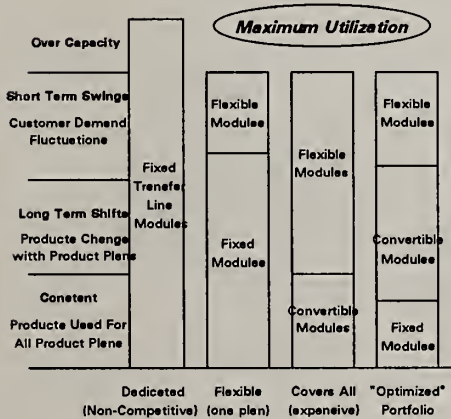 Maximum Utilization
Over Capacity
Short Term Swings
Customer Demand
Fluctuations
Long Term Shifts
Products Change
witth Product Plans
Constant
Products Used For
All Product Plans
Fixed
Transfer
Line
Modules
Flexible
Modules
Fixed
Modules
Flexible
Modules
Convertible
Modules
Flexible
Modules
Convertible
Modules
Fixed
Modules
Dedicated
(Non-Competitive)
Flexible
(one plan)
Covers All
(expensive)
"Optimized"
Portfolio